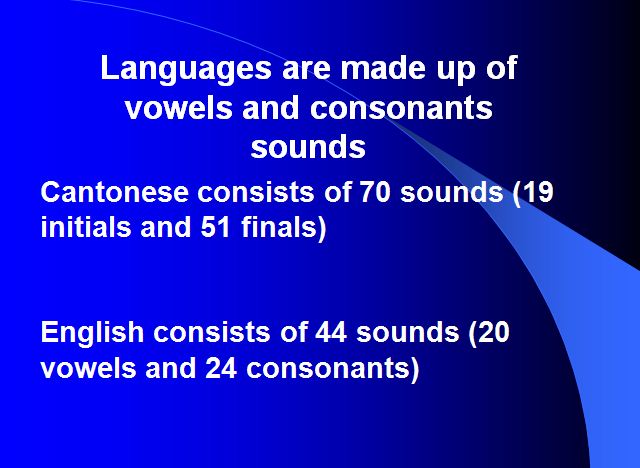 Languages are made up of
vowels and consonants
sounds
Cantonese consists of 70 sounds (19
initials and 51 finals)
English consists of 44 sounds (20
vowels and 24 consonants)